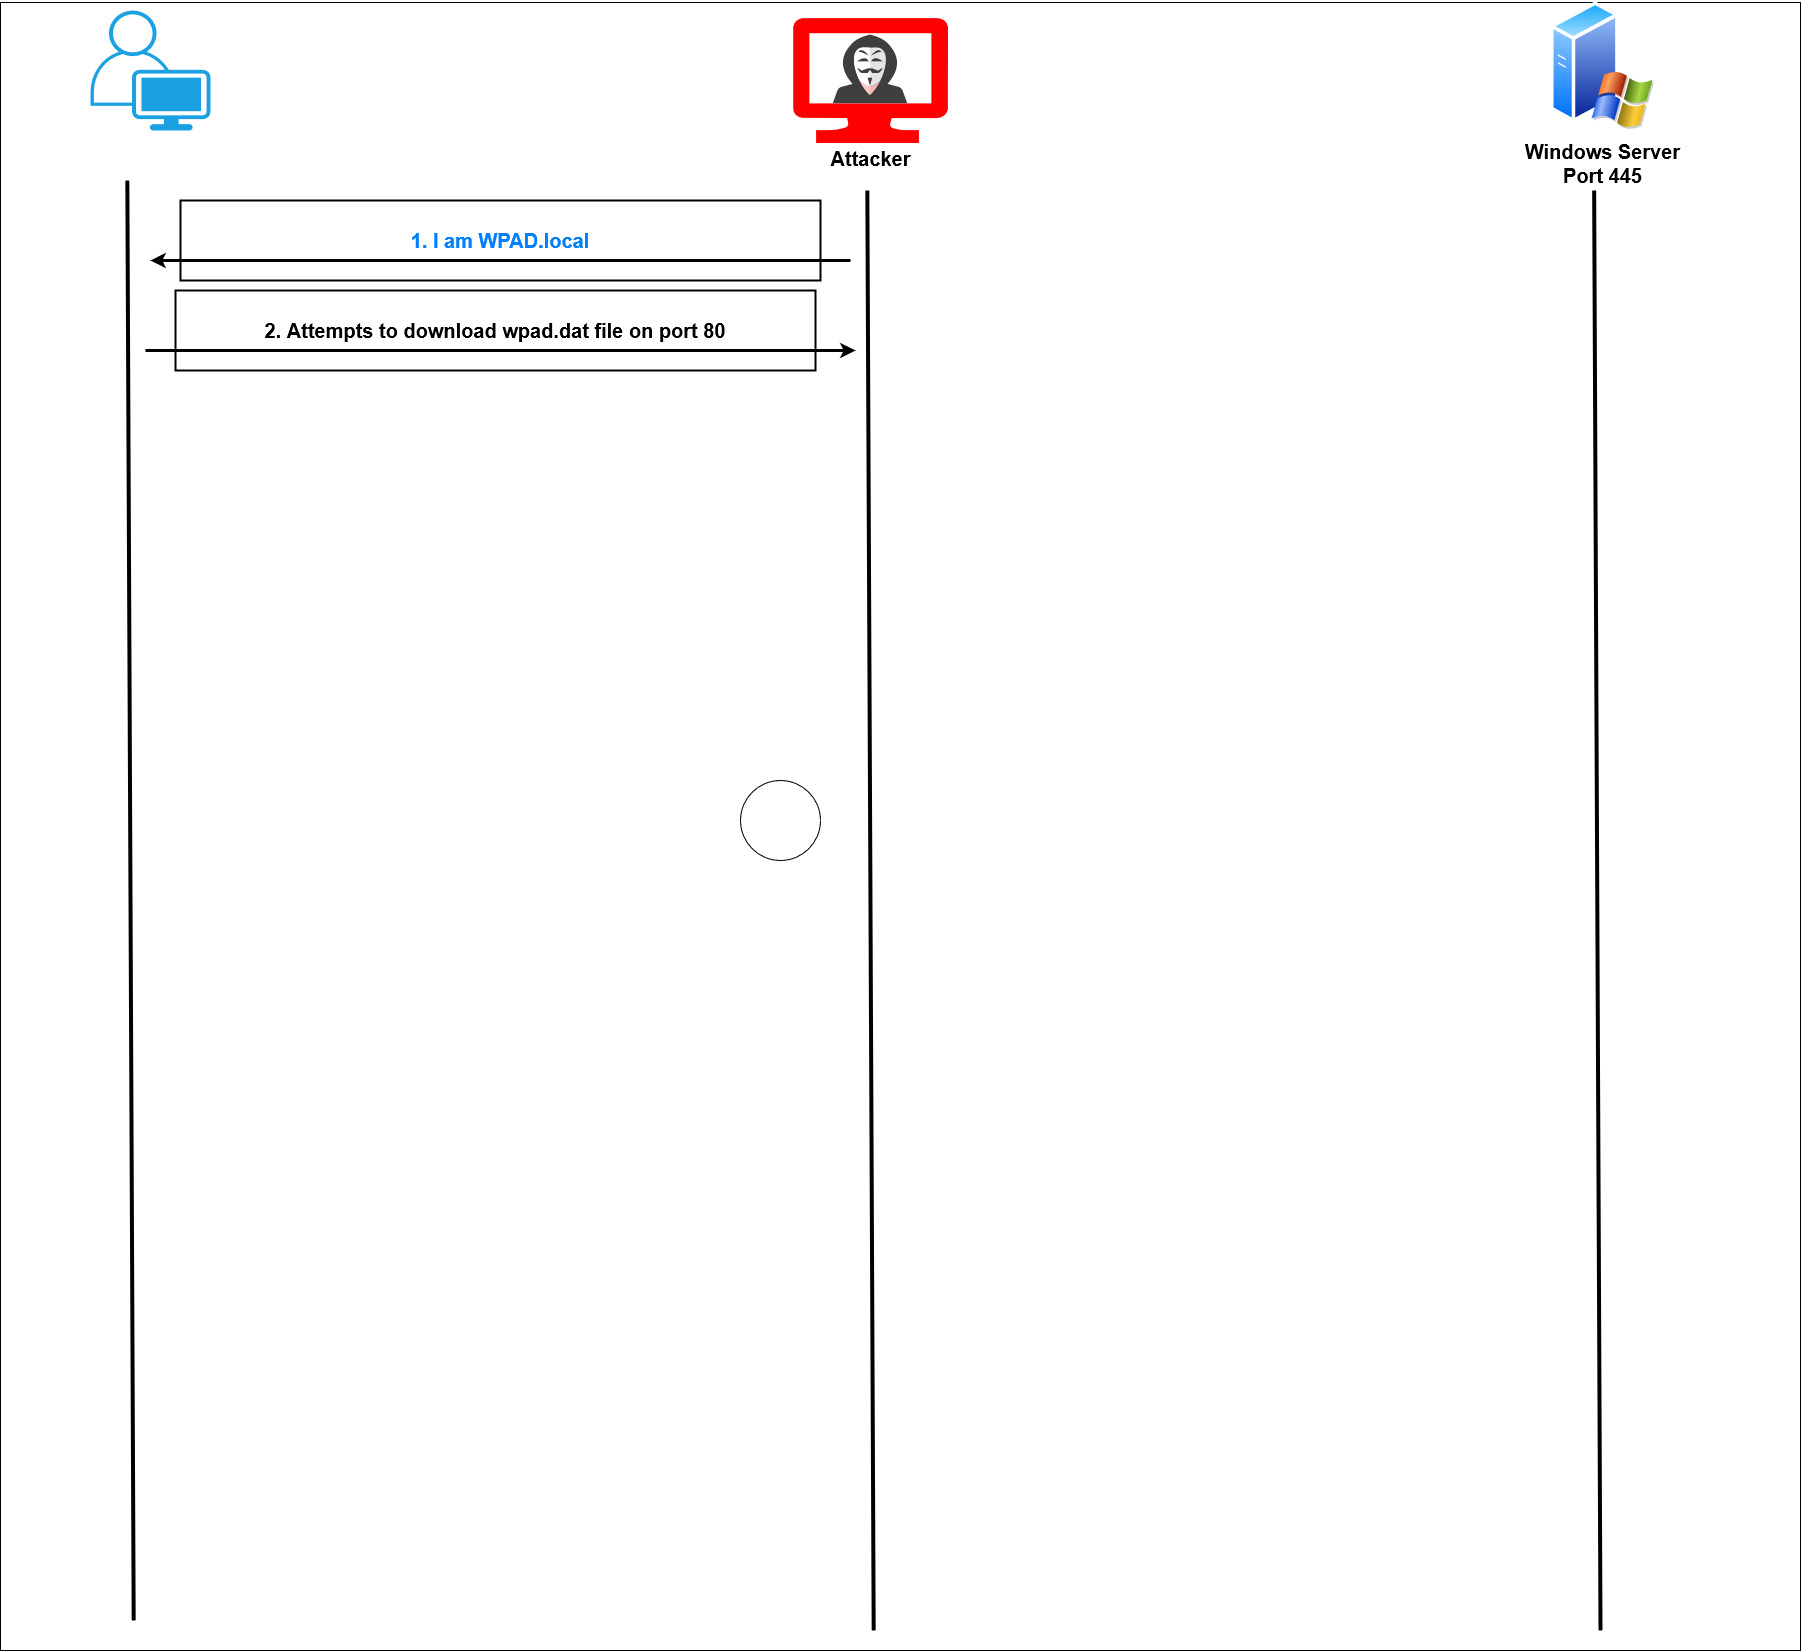 Attacker
Windows Server
Port 445
1. I am WPAD.local
2. Attempts to download wpad.dat file on port 80